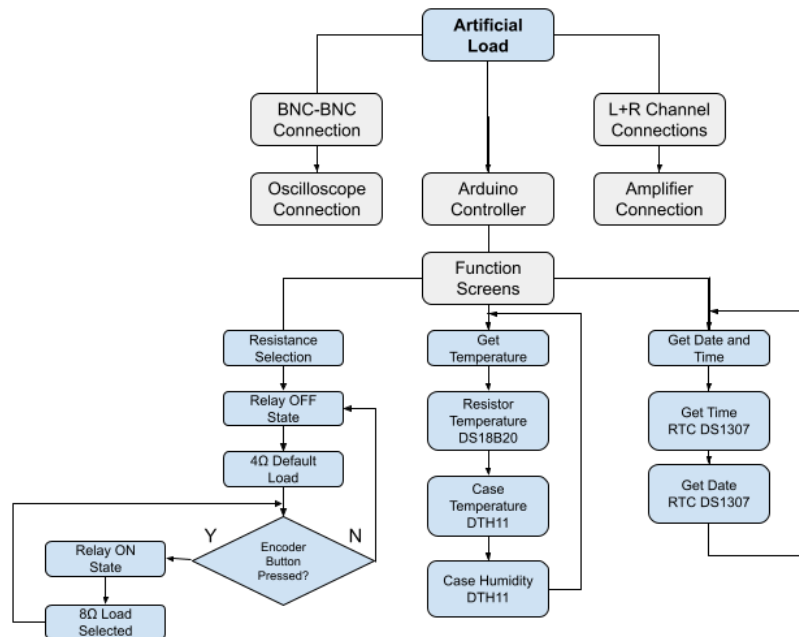 Artificial
Load
BNC-BNC
Connection
L+R Channel
Connections
Oscilloscope
Connection
Arduino
Controller
Amplifier
Connection
Function
Screens
Resistance
Selection
Get
Temperature
Get Date and
Time
Relay OFF
State
Resistor
Temperature
DS18B20
Get Time
RTC DS1307
4Ω Default
Load
Case
Temperature
DTH11
Get Date
RTC DS1307
Y
N
Encoder
Button
Pressed?
Relay ON
State
Case Humidity
DTH11
8Ω Load
Selected